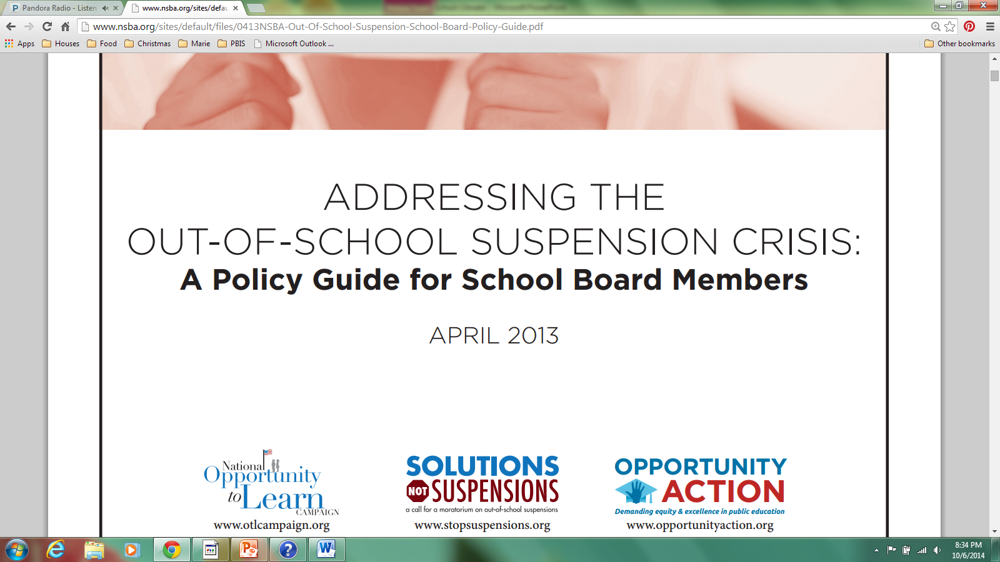 Pandora Radio - Listen
www.nsba.org/sites/defau
www.nsba.org/sites/default/files/0413NSBA-Out-Of-School-Suspension-School-Board-Policy-Guide.pdf
Apps Houses Food Christmas Marie PBIS Microsoft Outlook ... Other bookmarks
ADDRESSING THE
OUT-OF-SCHOOL SUSPENSION CRISIS:
A Policy Guide for School Board Members
APRIL 2013
National
Opportunity
to Learn
CAMPAIGN
www.otlcampaign.org
SOLUTIONS
NOT SUSPENSIONS
a call for a moratorium on out-of-school suspensions
www.stopsuspensions.org
OPPORTUNITY
ACTION
Demanding equity & excellence in public education
www.opportunityaction.org
8:34 PM
10/6/2014